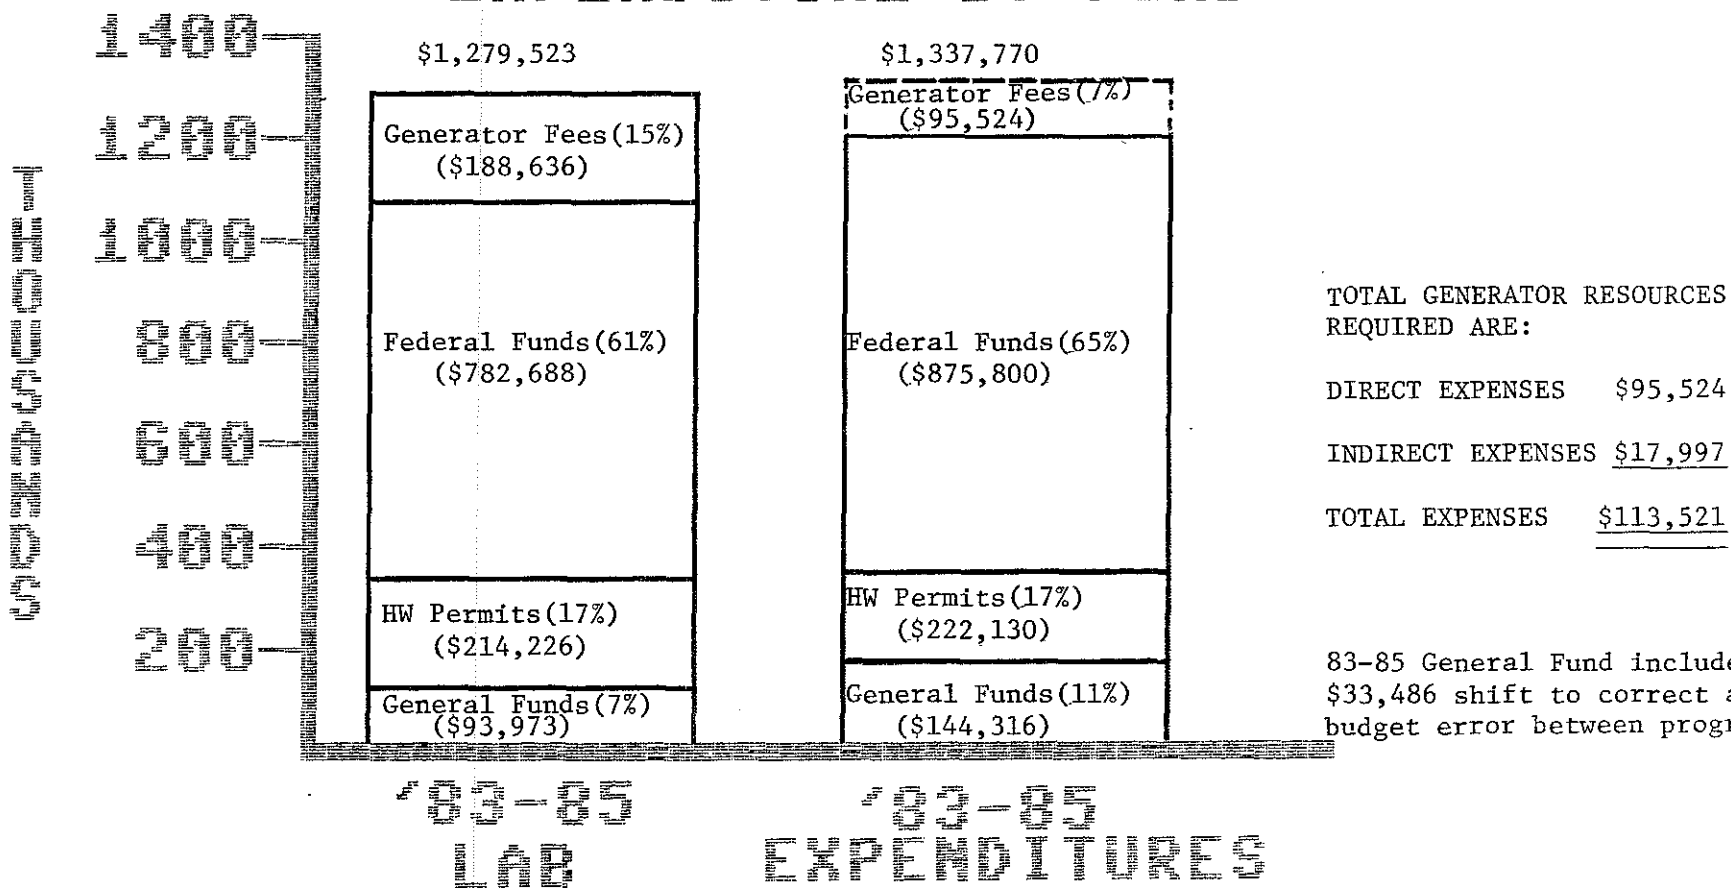 1400
1200
1000
800
600
400
200
THOUSANDS
$1,279,523
Generator Fees(15%)
($188,636)
Federal Funds(61%)
($782,688)
HW Permits(17%)
($214,226)
General Funds(7%)
($93,973)
$1,337,770
Generator Fees(7%)
($95,524)
Federal Funds(65%)
($875,800)
HW Permits(17%)
($222,130)
General Funds(11%)
($144,316)
'83-85
LAB
'83-85
EXPENDITURES
TOTAL GENERATOR RESOURCES
REQUIRED ARE:
DIRECT EXPENSES $95,524
INDIRECT EXPENSES $17,997
TOTAL EXPENSES $113,521
83-85 General Fund include
$33,486 shift to correct a
budget error between progr